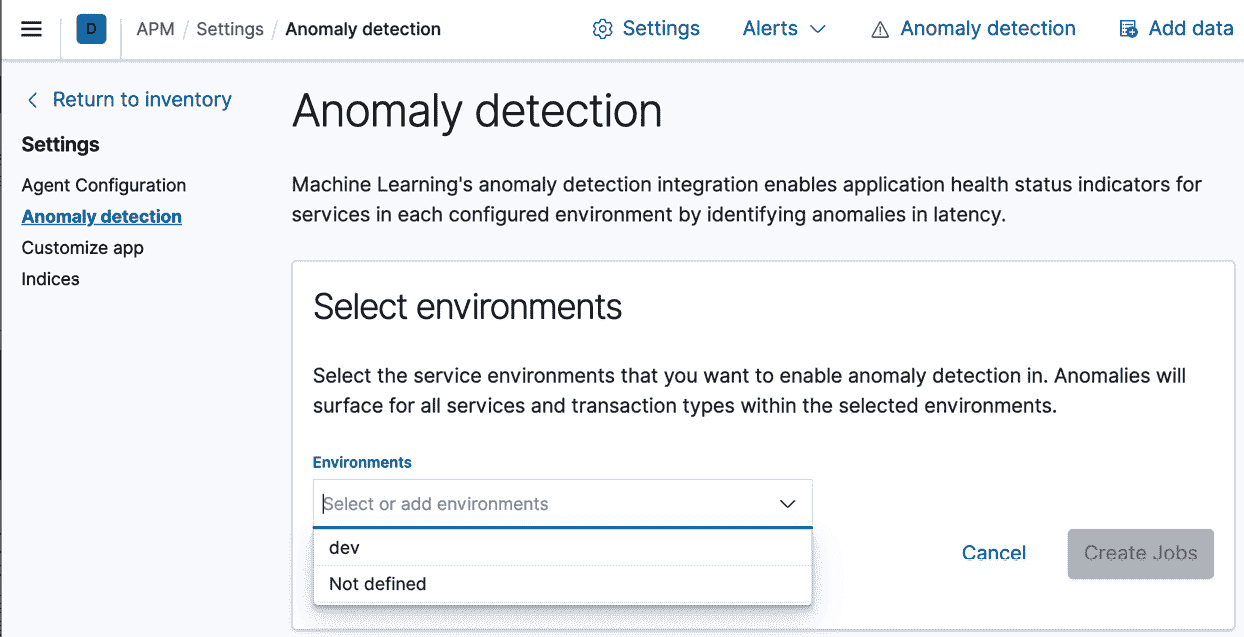 D APM / Settings / Anomaly detection Settings Alerts Anomaly detection Add data
Return to inventory
Settings
Agent Configuration
Anomaly detection
Customize app
Indices
Anomaly detection
Machine Learning's anomaly detection integration enables application health status indicators for
services in each configured environment by identifying anomalies in latency.
Select environments
Select the service environments that you want to enable anomaly detection in. Anomalies will
surface for all services and transaction types within the selected environments.
Environments
Select or add environments
dev
Not defined
Cancel Create Jobs